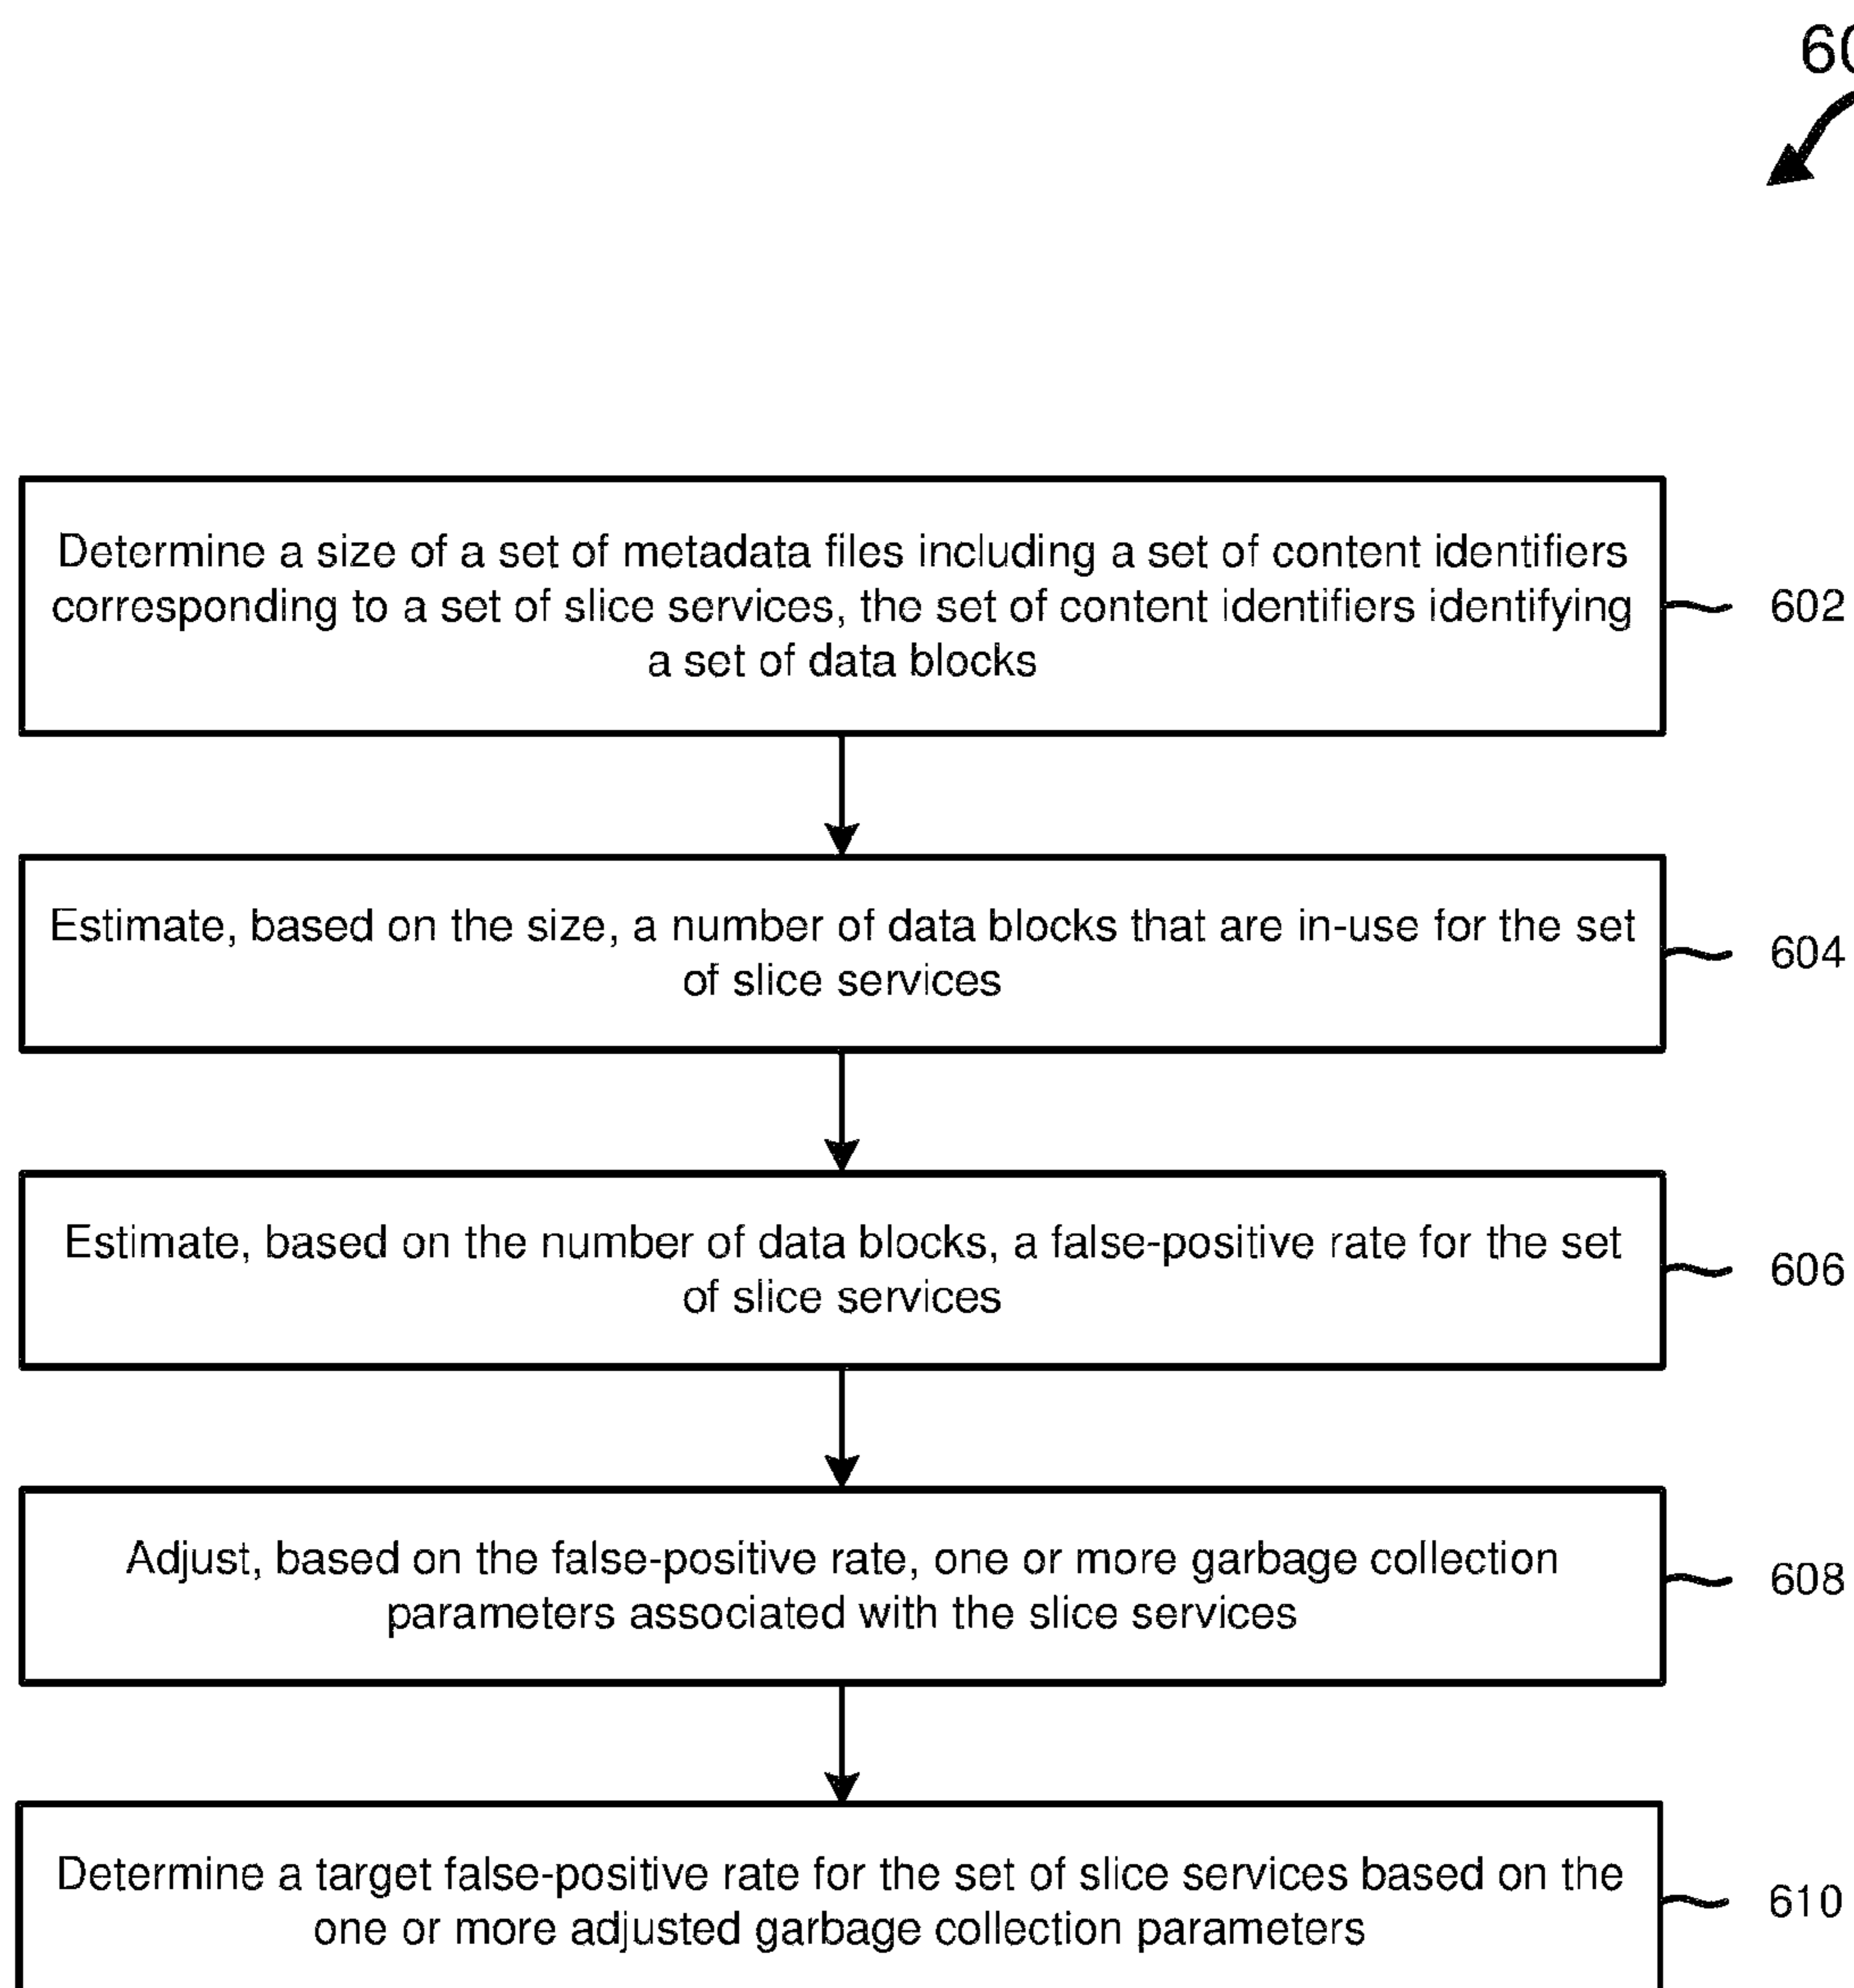 Determine a size of a set of metadata files including a set of content identifiers
corresponding to a set of slice services, the set of content identifiers identifying
a set of data blocks
602
Estimate, based on the size, a number of data blocks that are in-use for the set
of slice services
604
Estimate, based on the number of data blocks, a false-positive rate for the set
of slice services
606
Adjust, based on the false-positive rate, one or more garbage collection
parameters associated with the slice services
608
Determine a target false-positive rate for the set of slice services based on the
one or more adjusted garbage collection parameters
610